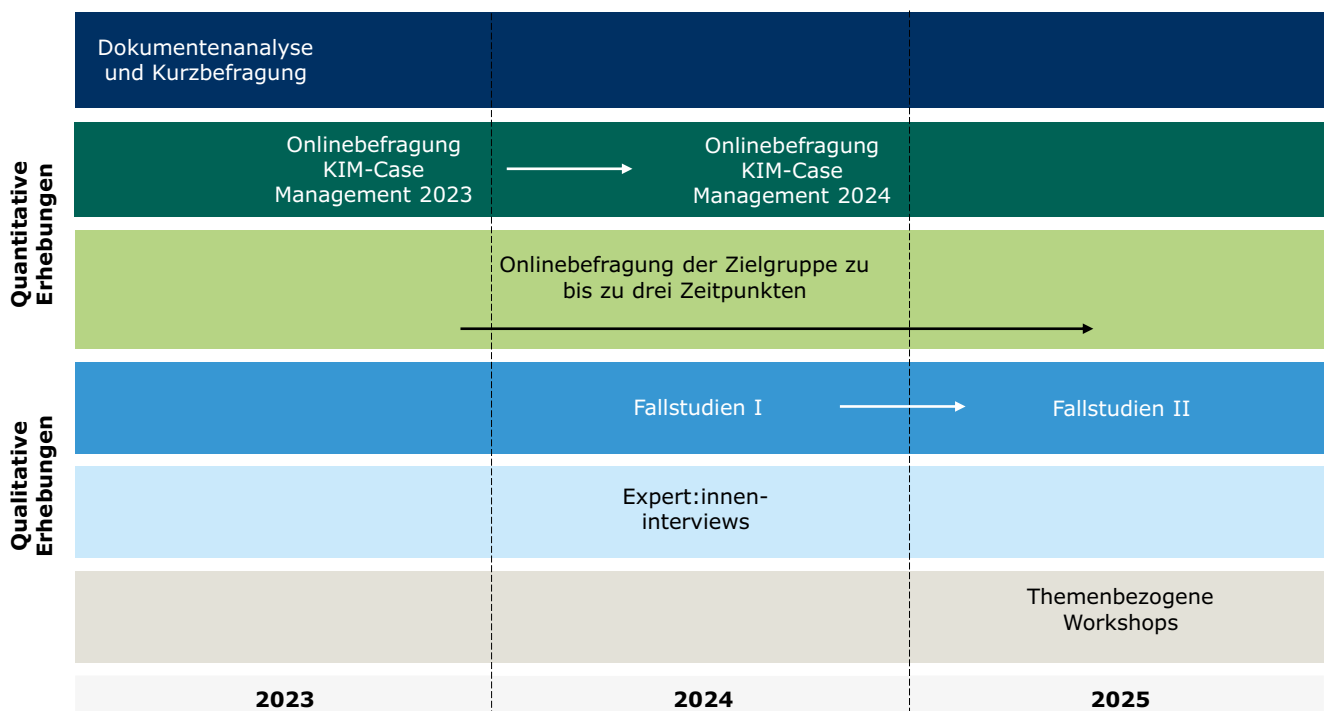 Dokumentenanalyse
und Kurzbefragung
Quantitative
Erhebungen
Onlinebefragung
KIM-Case
Management 2023
Onlinebefragung
KIM-Case
Management 2024
Onlinebefragung der Zielgruppe zu
bis zu drei Zeitpunkten
Qualitative
Erhebungen
Fallstudien I
Fallstudien II
Expert:innen-
interviews
Themenbezogene
Workshops
2023
2024
2025